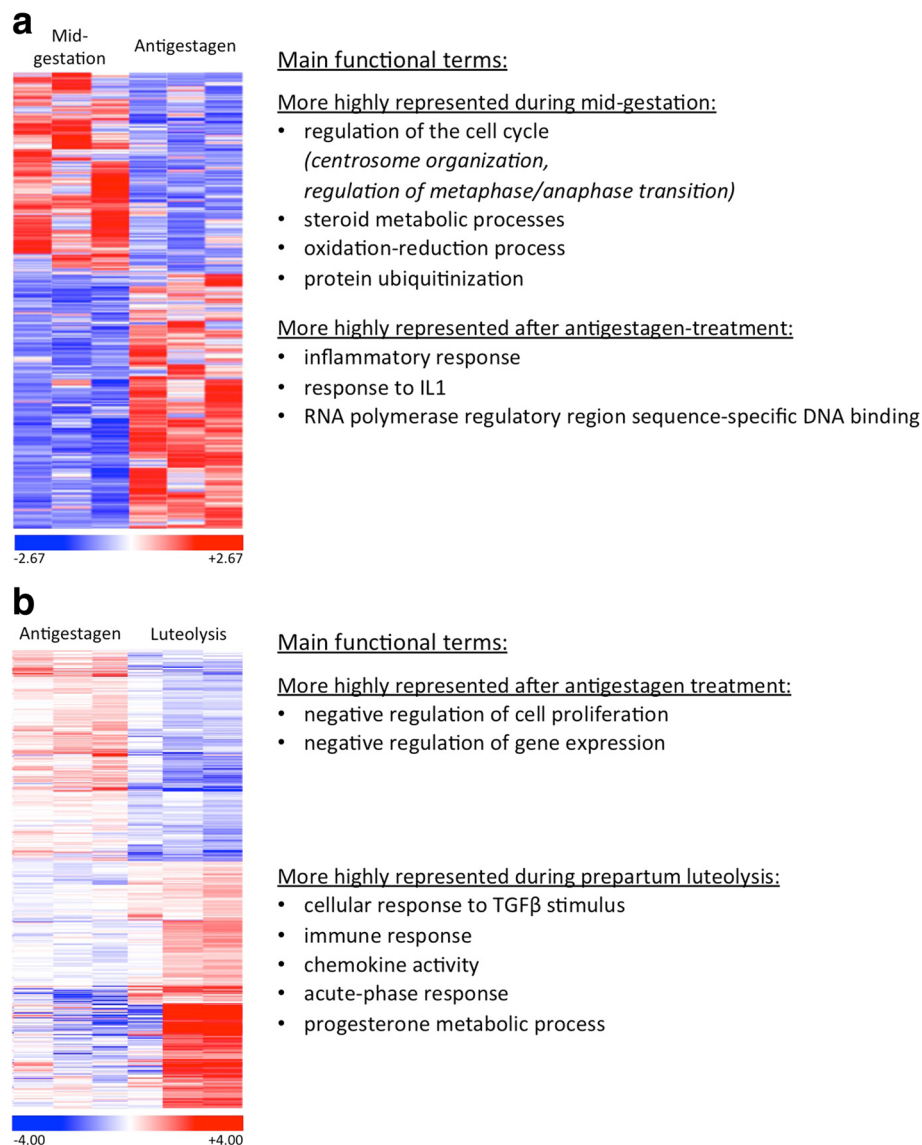 a
Mid-
gestation
Antigestagen
Main functional terms:
More highly represented during mid-gestation:
• regulation of the cell cycle
(centrosome organization,
regulation of metaphase/anaphase transition)
• steroid metabolic processes
• oxidation-reduction process
• protein ubiquitinization
More highly represented after antigestagen-treatment:
• inflammatory response
• response to IL1
• RNA polymerase regulatory region sequence-specific DNA binding
-2.67 +2.67
b
Antigestagen Luteolysis
Main functional terms:
More highly represented after antigestagen treatment:
• negative regulation of cell proliferation
• negative regulation of gene expression
More highly represented during prepartum luteolysis:
• cellular response to TGFβ stimulus
• immune response
• chemokine activity
• acute-phase response
• progesterone metabolic process
-4.00 +4.00